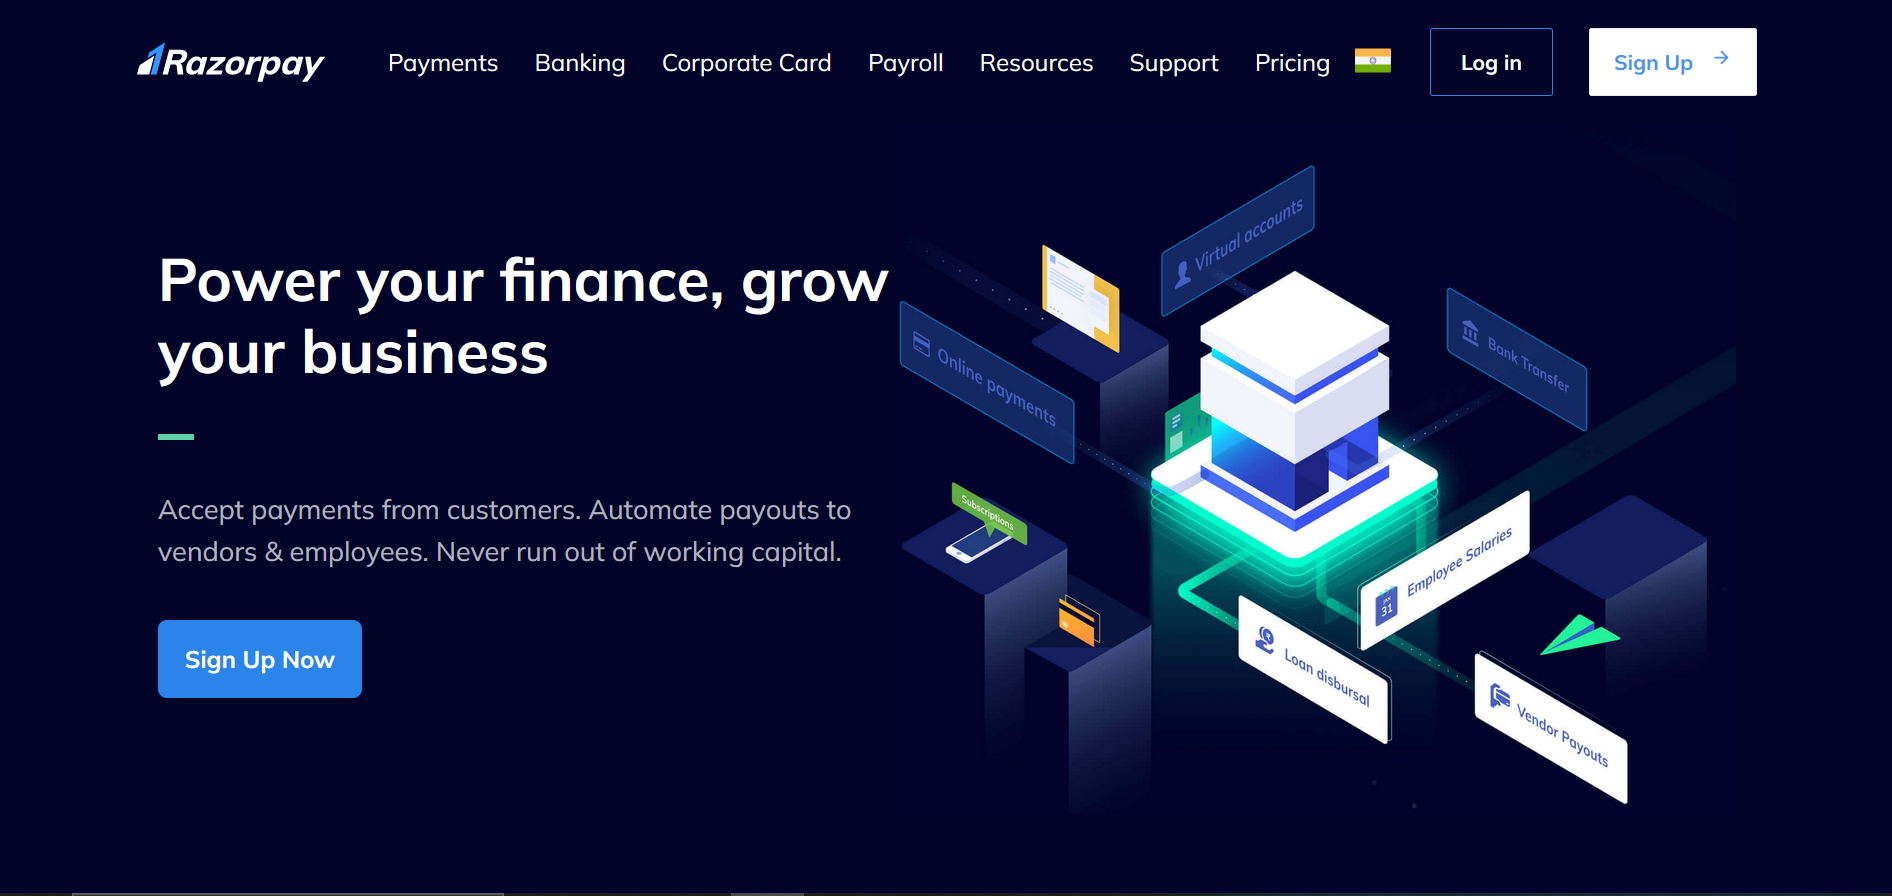 Razorpay
Payments
Banking
Corporate Card
Payroll
Resources
Support
Pricing
Log in
Sign Up
Power your finance, grow
your business
Accept payments from customers. Automate payouts to
vendors & employees. Never run out of working capital.
Sign Up Now
Virtual accounts
Online payments
Bank Transfer
Subscriptions
Employee Salaries
JAN
31
Loan disbursal
Vendor Payouts